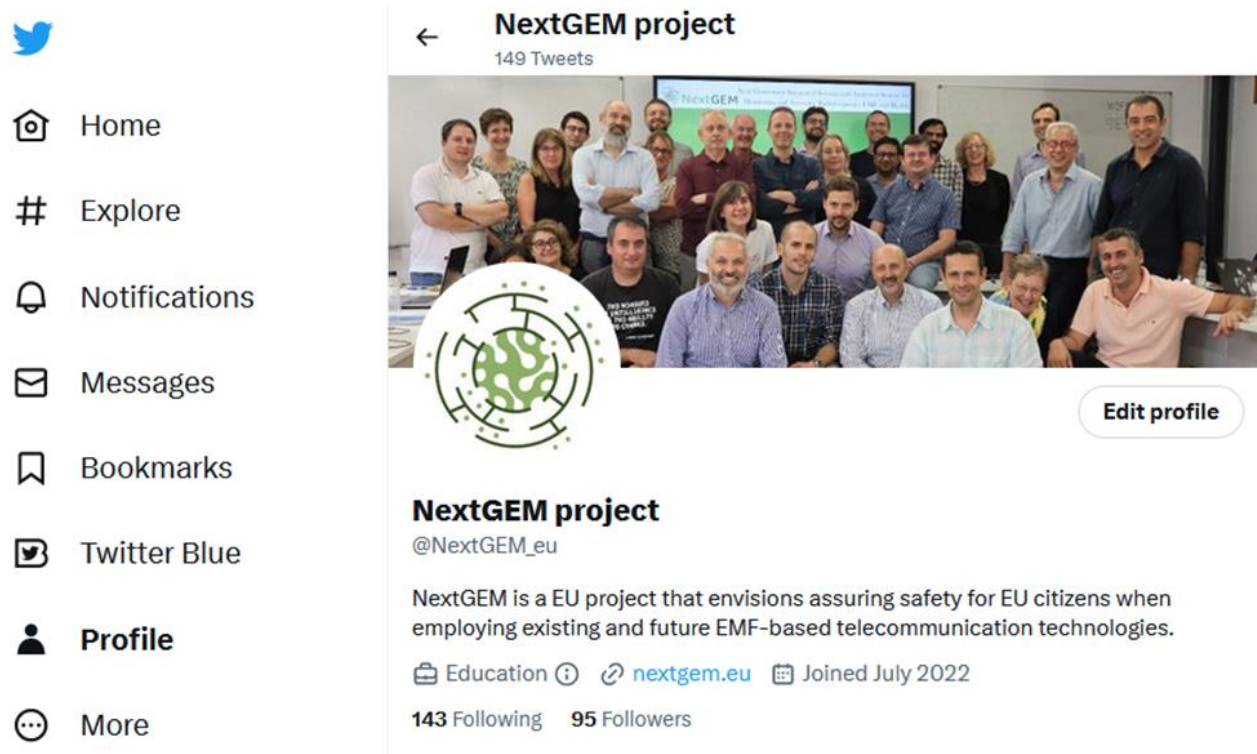 NextGEM project
149 Tweets
NextGEM
Home
Explore
Notifications
Messages
Bookmarks
Twitter Blue
Profile
More
Edit profile
NextGEM project
@NextGEM_eu
NextGEM is a EU project that envisions assuring safety for EU citizens when
employing existing and future EMF-based telecommunication technologies.
Education nextgem.eu Joined July 2022
143 Following 95 Followers